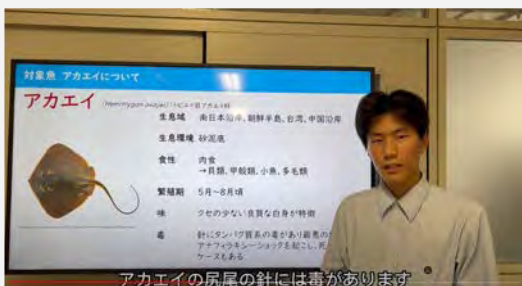 対象魚 アカエイについて
アカエイ
生息域 南日本沿岸、朝鮮半島、台湾、中国沿岸
生息環境 砂泥底
食性 肉食
→貝類、甲殻類、小魚、多毛類
繁殖期 5月～8月頃
味 クセの少ない良質な白身が特徴
毒 針にタンパク質系の毒があり最悪の
アナフィラキシーショックを起こし、死
ケースもある
アカエイの尻尾の針には毒があります